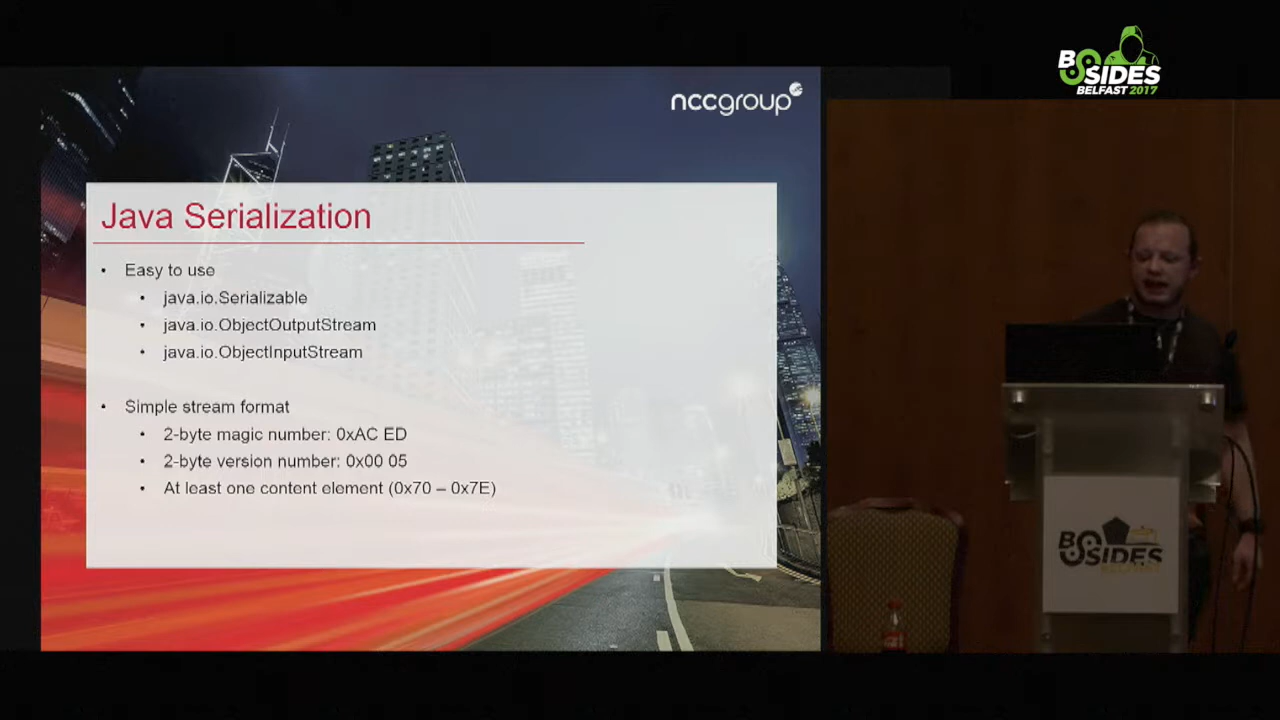 BSIDES
BELFAST 2017
nccgroup
Java Serialization
• Easy to use
• java.io.Serializable
• java.io.ObjectOutputStream
• java.io.ObjectInputStream
• Simple stream format
• 2-byte magic number: 0xAC ED
• 2-byte version number: 0x00 05
• At least one content element (0x70 – 0x7E)
BSIDES
BELFAST